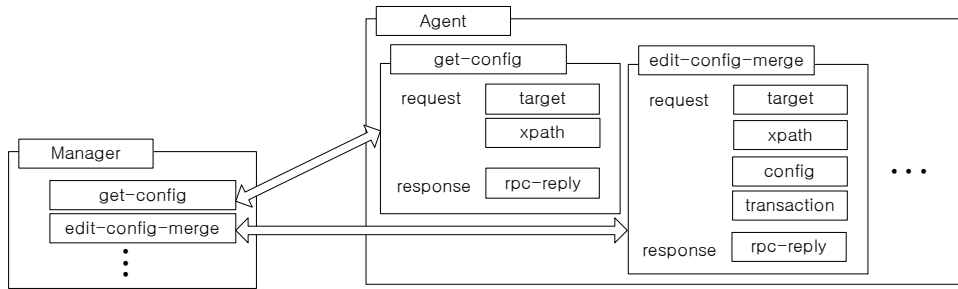 Agent
get-config
edit-config-merge
request
target
xpath
response
rpc-reply
request
target
xpath
config
transaction
response
rpc-reply
Manager
get-config
edit-config-merge